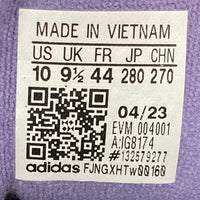 MADE IN VIETNAM
US UK FR JP CHN
10 9½ 44 280 270
04/23
EVM 004001
A:IG8174
#132579277
adidas FJNGXHTw00160